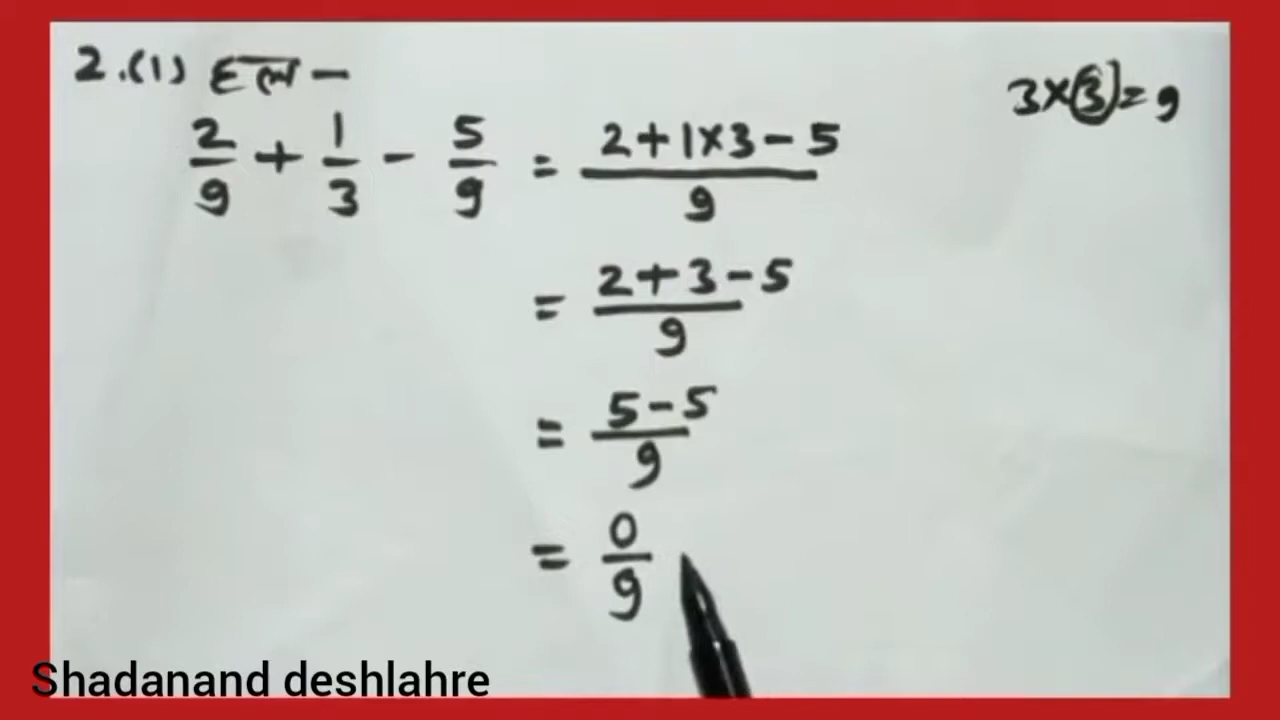 2.(1) हल -
3×(3)=9
2/9 + 1/3 - 5/9 = (2+1×3-5)/9
= (2+3-5)/9
= (5-5)/9
= 0/9
Shadanand deshlahre